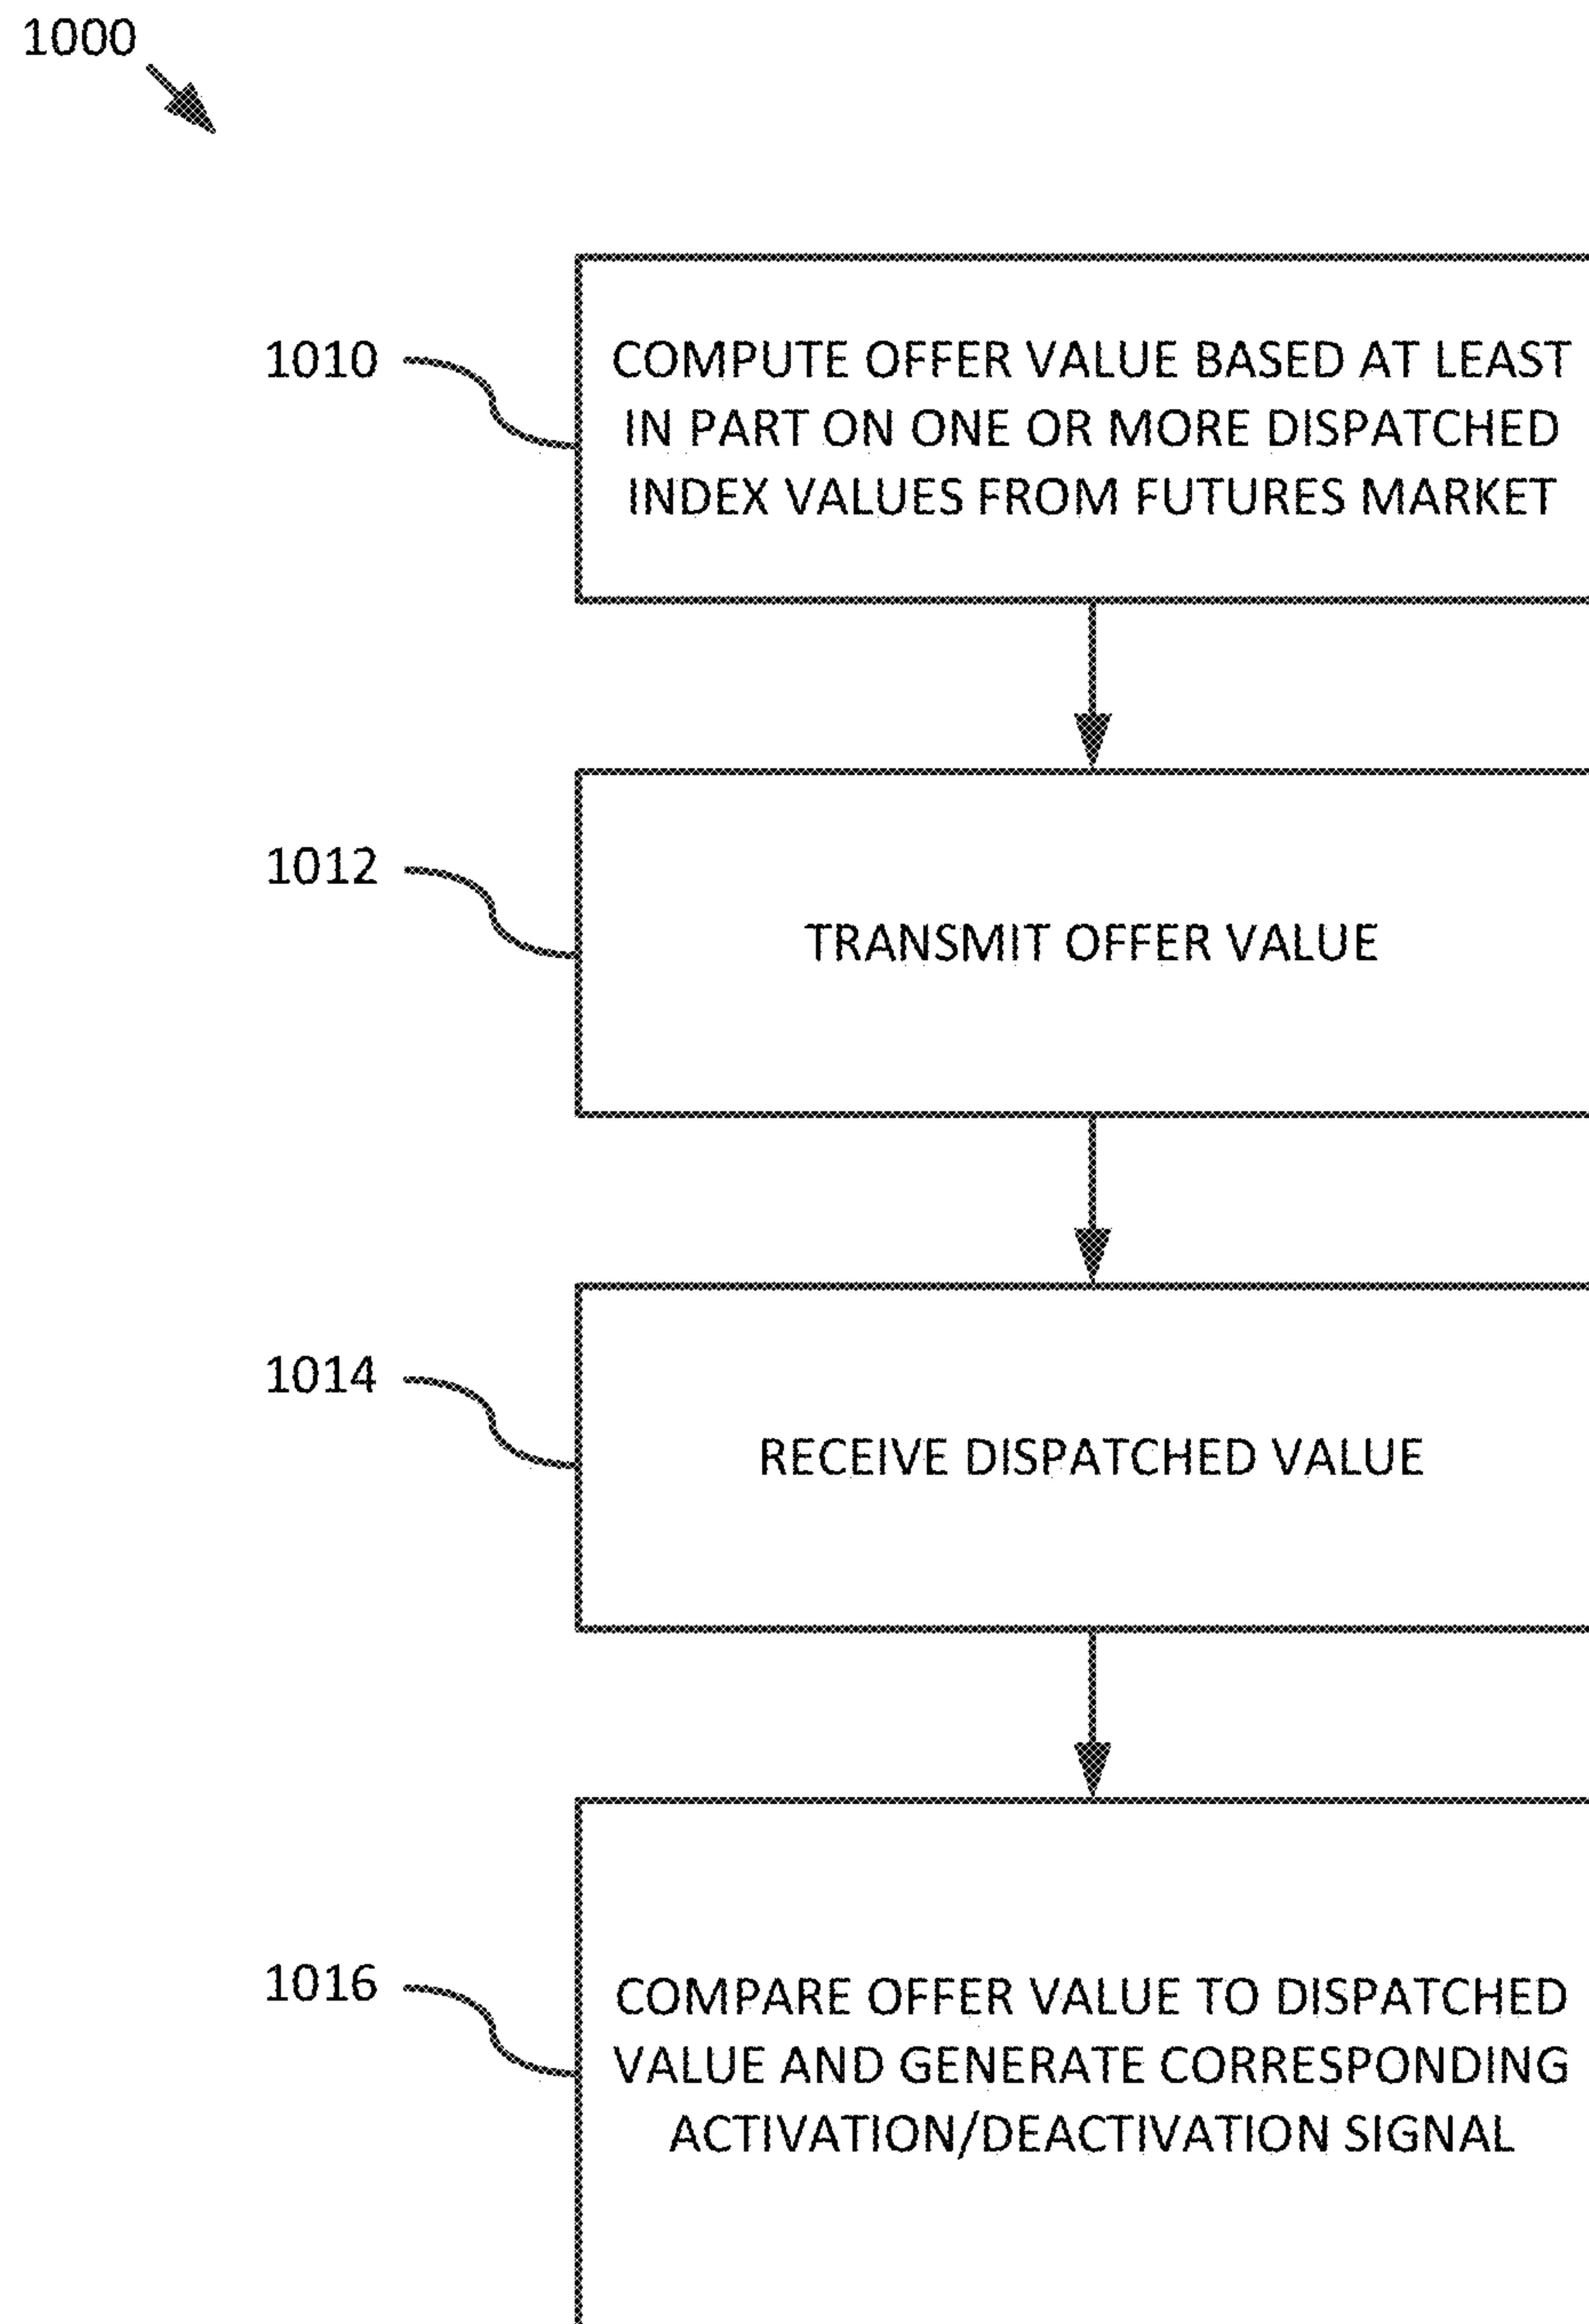 1000
1010
COMPUTE OFFER VALUE BASED AT LEAST
IN PART ON ONE OR MORE DISPATCHED
INDEX VALUES FROM FUTURES MARKET
1012
TRANSMIT OFFER VALUE
1014
RECEIVE DISPATCHED VALUE
1016
COMPARE OFFER VALUE TO DISPATCHED
VALUE AND GENERATE CORRESPONDING
ACTIVATION/DEACTIVATION SIGNAL